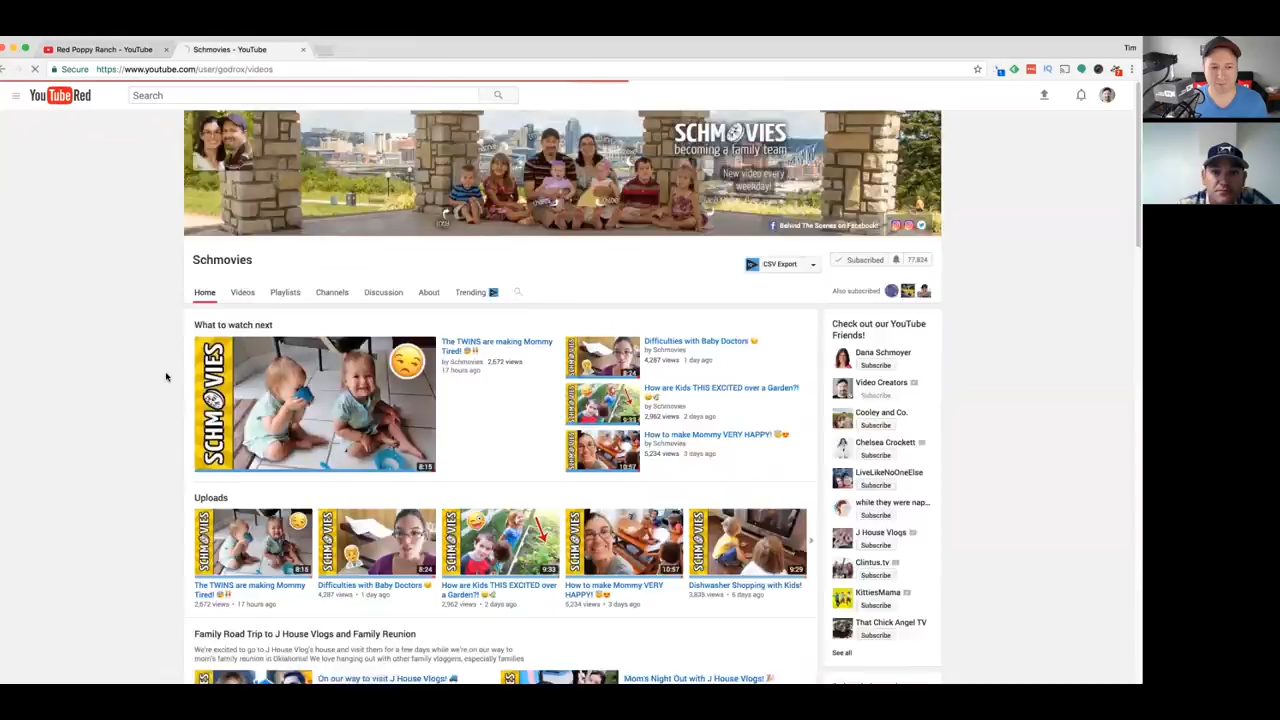 Red Poppy Ranch - YouTube
Schmovies - YouTube
Tim
Secure https://www.youtube.com/user/godrox/videos
YouTube Red
Search
SCHMOVIES
becoming a family team
New video every
weekday!
Behind The Scenes on Facebook!
Schmovies
CSV Export
Subscribed 77,824
Home Videos Playlists Channels Discussion About Trending
Also subscribed
What to watch next
SCHMOVIES
8:15
The TWINS are making Mommy
Tired! 😴👯
by Schmovies 2,672 views
17 hours ago
Difficulties with Baby Doctors 😒
by Schmovies
4,287 views 1 day ago
How are Kids THIS EXCITED over a Garden?!
by Schmovies
9:33
2,962 views 2 days ago
How to make Mommy VERY HAPPY! 😇😍
by Schmovies
10:57
5,234 views 3 days ago
Uploads
SCHMOVIES 8:15
SCHMOVIES 8:24
SCHMOVIES 9:33
SCHMOVIES 10:57
SCHMOVIES 9:29
The TWINS are making Mommy
Tired! 😴👯
2,672 views • 17 hours ago
Difficulties with Baby Doctors 😒
4,287 views • 1 day ago
How are Kids THIS EXCITED over
a Garden?!
2,962 views • 2 days ago
How to make Mommy VERY
HAPPY! 😇😍
5,234 views • 3 days ago
Dishwasher Shopping with Kids!
3,835 views • 6 days ago
Family Road Trip to J House Vlogs and Family Reunion
We're excited to go to J House Vlog's house and visit them for a few days while we're on our way to
mom's family reunion in Oklahoma! We love hanging out with other family vloggers, especially families
On our way to visit J House Vlogs!
Mom's Night Out with J House Vlogs!
Check out our YouTube
Friends!
Dana Schmoyer
Subscribe
Video Creators
Subscribe
Cooley and Co.
Subscribe
Chelsea Crockett
Subscribe
LiveLikeNoOneElse
Subscribe
while they were nap...
Subscribe
J House Vlogs
Subscribe
Clintus.tv
Subscribe
KittiesMama
Subscribe
That Chick Angel TV
Subscribe
See all